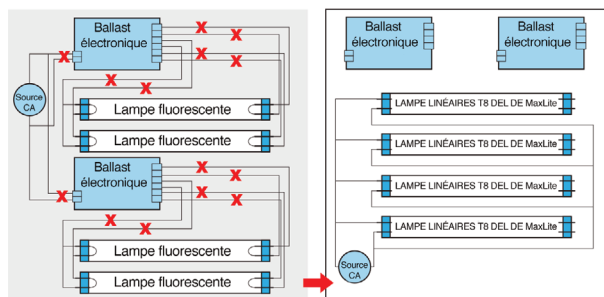 Ballast
électronique
Source
CA
Lampe fluorescente
Lampe fluorescente
Ballast
électronique
Lampe fluorescente
Lampe fluorescente
Ballast
électronique
Ballast
électronique
LAMPE LINÉAIRES T8 DEL DE MaxLite
LAMPE LINÉAIRES T8 DEL DE MaxLite
LAMPE LINÉAIRES T8 DEL DE MaxLite
LAMPE LINÉAIRES T8 DEL DE MaxLite
Source
CA